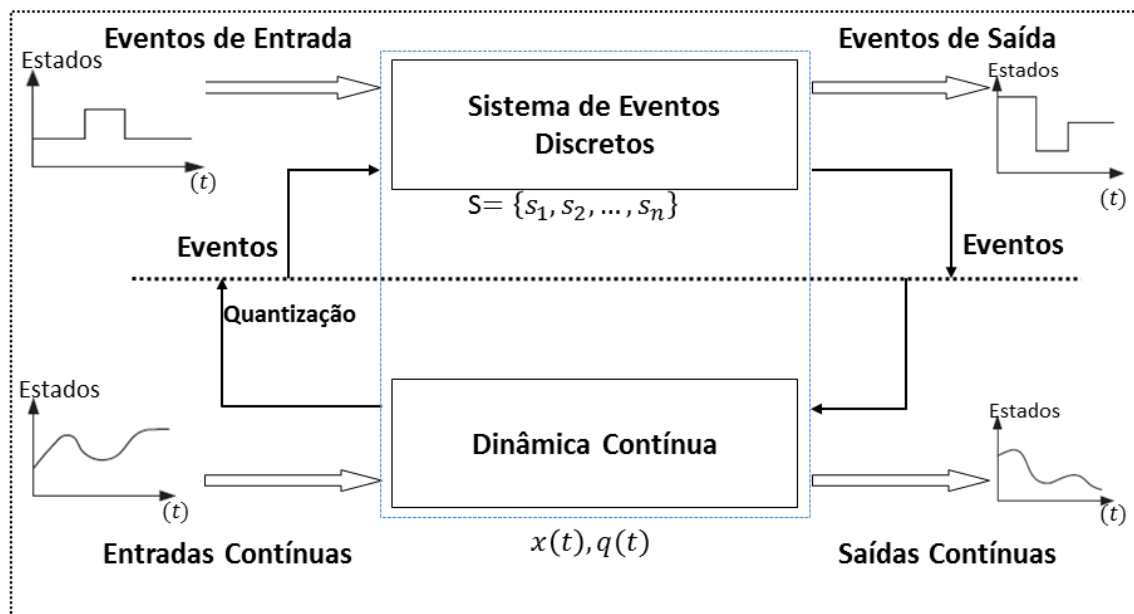 Eventos de Entrada
Eventos de Saída
Estados
(t)
Sistema de Eventos
Discretos
S= {s₁, s₂, …, sₙ}
Estados
(t)
Eventos
Eventos
Quantização
Estados
(t)
Dinâmica Contínua
Estados
(t)
Entradas Contínuas
x(t), q(t)
Saídas Contínuas